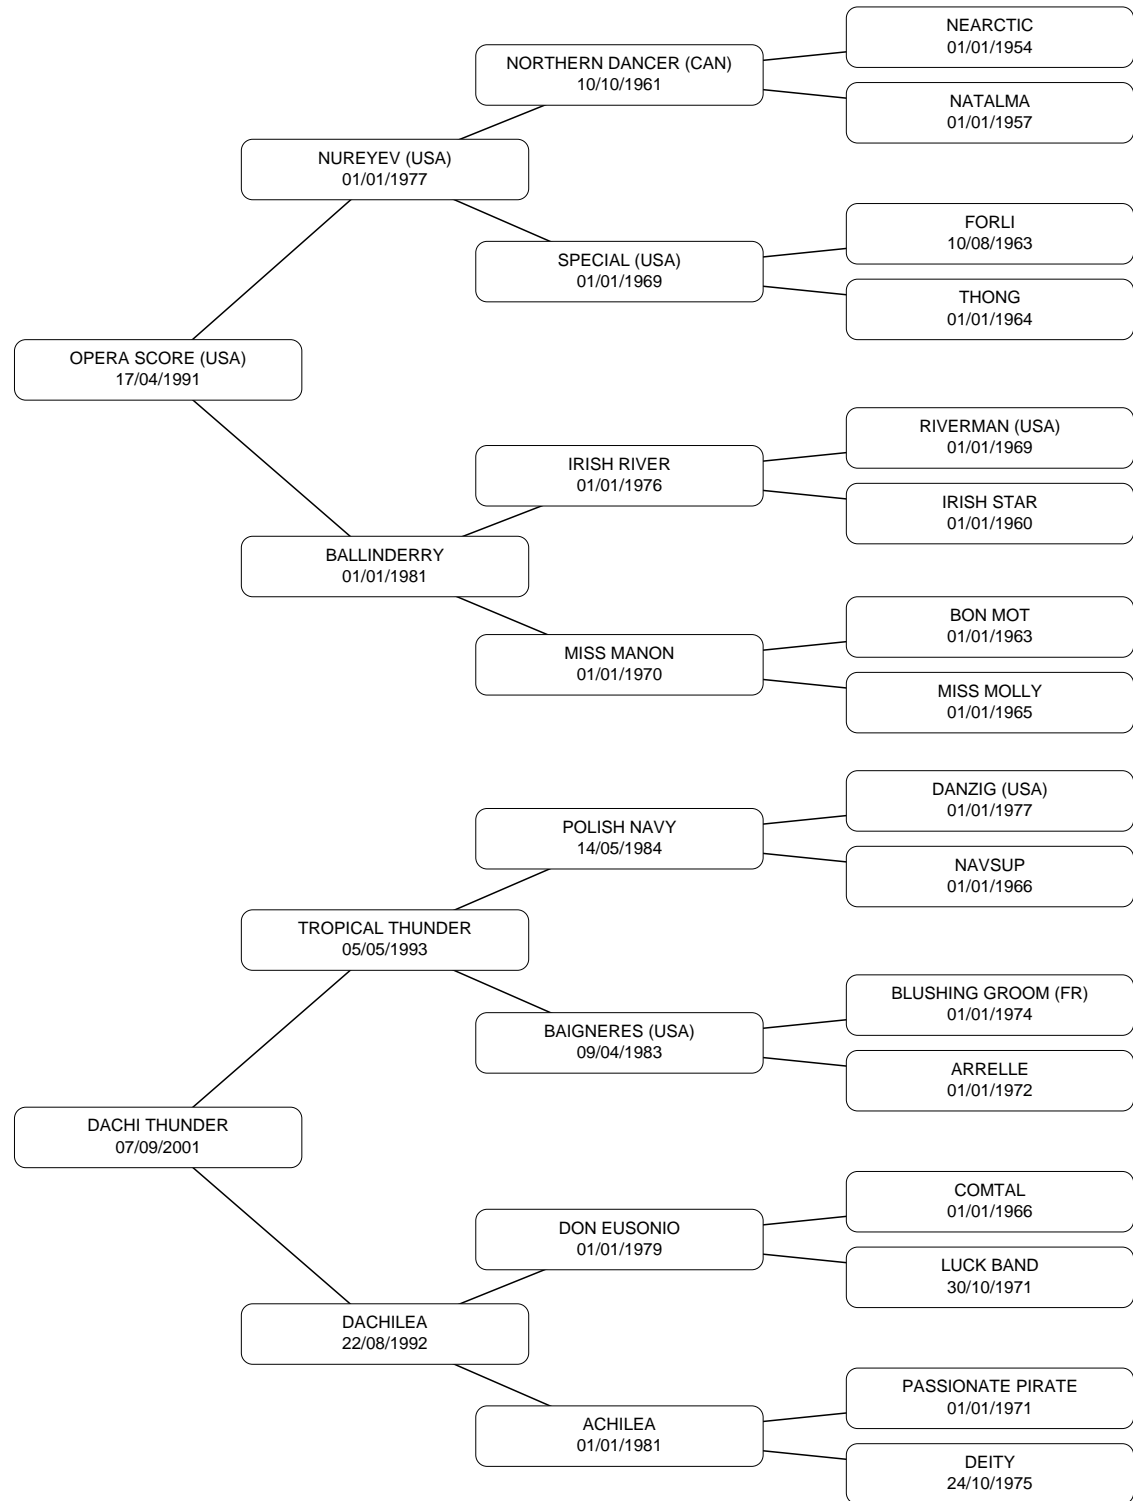 NEARCTIC
01/01/1954
NORTHERN DANCER (CAN)
10/10/1961
NATALMA
01/01/1957
NUREYEV (USA)
01/01/1977
FORLI
10/08/1963
SPECIAL (USA)
01/01/1969
THONG
01/01/1964
OPERA SCORE (USA)
17/04/1991
RIVERMAN (USA)
01/01/1969
IRISH RIVER
01/01/1976
IRISH STAR
01/01/1960
BALLINDERRY
01/01/1981
BON MOT
01/01/1963
MISS MANON
01/01/1970
MISS MOLLY
01/01/1965
DANZIG (USA)
01/01/1977
POLISH NAVY
14/05/1984
NAVSUP
01/01/1966
TROPICAL THUNDER
05/05/1993
BLUSHING GROOM (FR)
01/01/1974
BAIGNERES (USA)
09/04/1983
ARRELLE
01/01/1972
DACHI THUNDER
07/09/2001
COMTAL
01/01/1966
DON EUSONIO
01/01/1979
LUCK BAND
30/10/1971
DACHILEA
22/08/1992
PASSIONATE PIRATE
01/01/1971
ACHILEA
01/01/1981
DEITY
24/10/1975